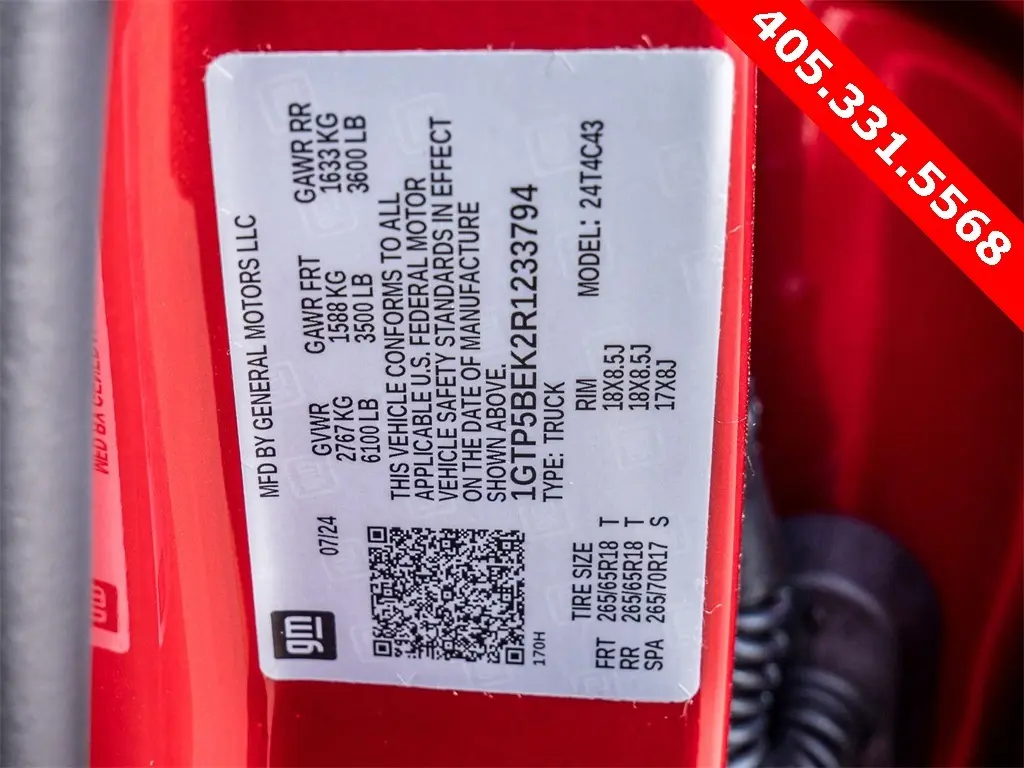 405.331.5568
MFD BY GENERAL MOTORS LLC
07/24
GVWR GAWR FRT GAWR RR
2767 KG 1588 KG 1633 KG
6100 LB 3500 LB 3600 LB
THIS VEHICLE CONFORMS TO ALL
APPLICABLE U.S. FEDERAL MOTOR
VEHICLE SAFETY STANDARDS IN EFFECT
ON THE DATE OF MANUFACTURE
SHOWN ABOVE.
1GTP5BEK2R1233794
TYPE: TRUCK MODEL: 24T4C43
gm
170H
TIRE SIZE RIM
FRT 265/65R18 T 18X8.5J
RR 265/65R18 T 18X8.5J
SPA 265/70R17 S 17X8J